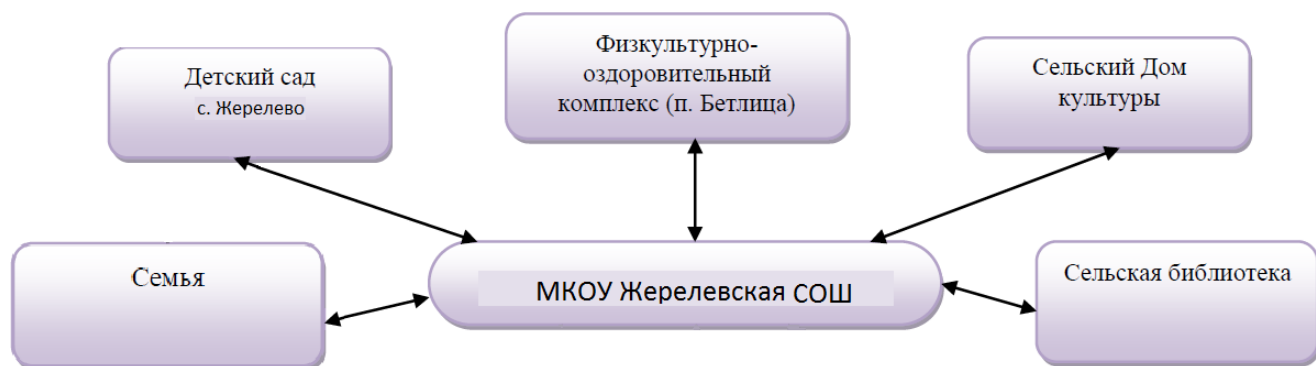 Детский сад
с. Жерелево
Физкультурно-
оздоровительный
комплекс (п. Бетлица)
Сельский Дом
культуры
Семья
МКОУ Жерелевская СОШ
Сельская библиотека